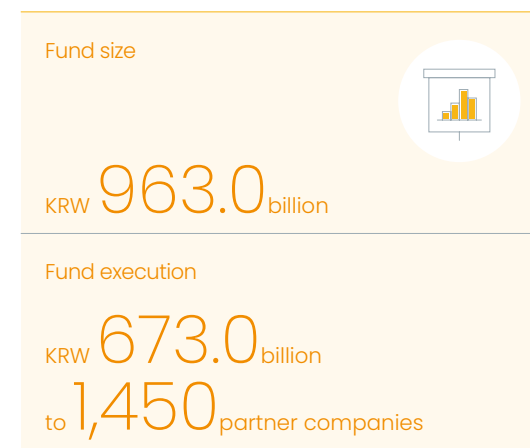 Fund size
KRW 963.0 billion
Fund execution
KRW 673.0 billion
to 1,450 partner companies